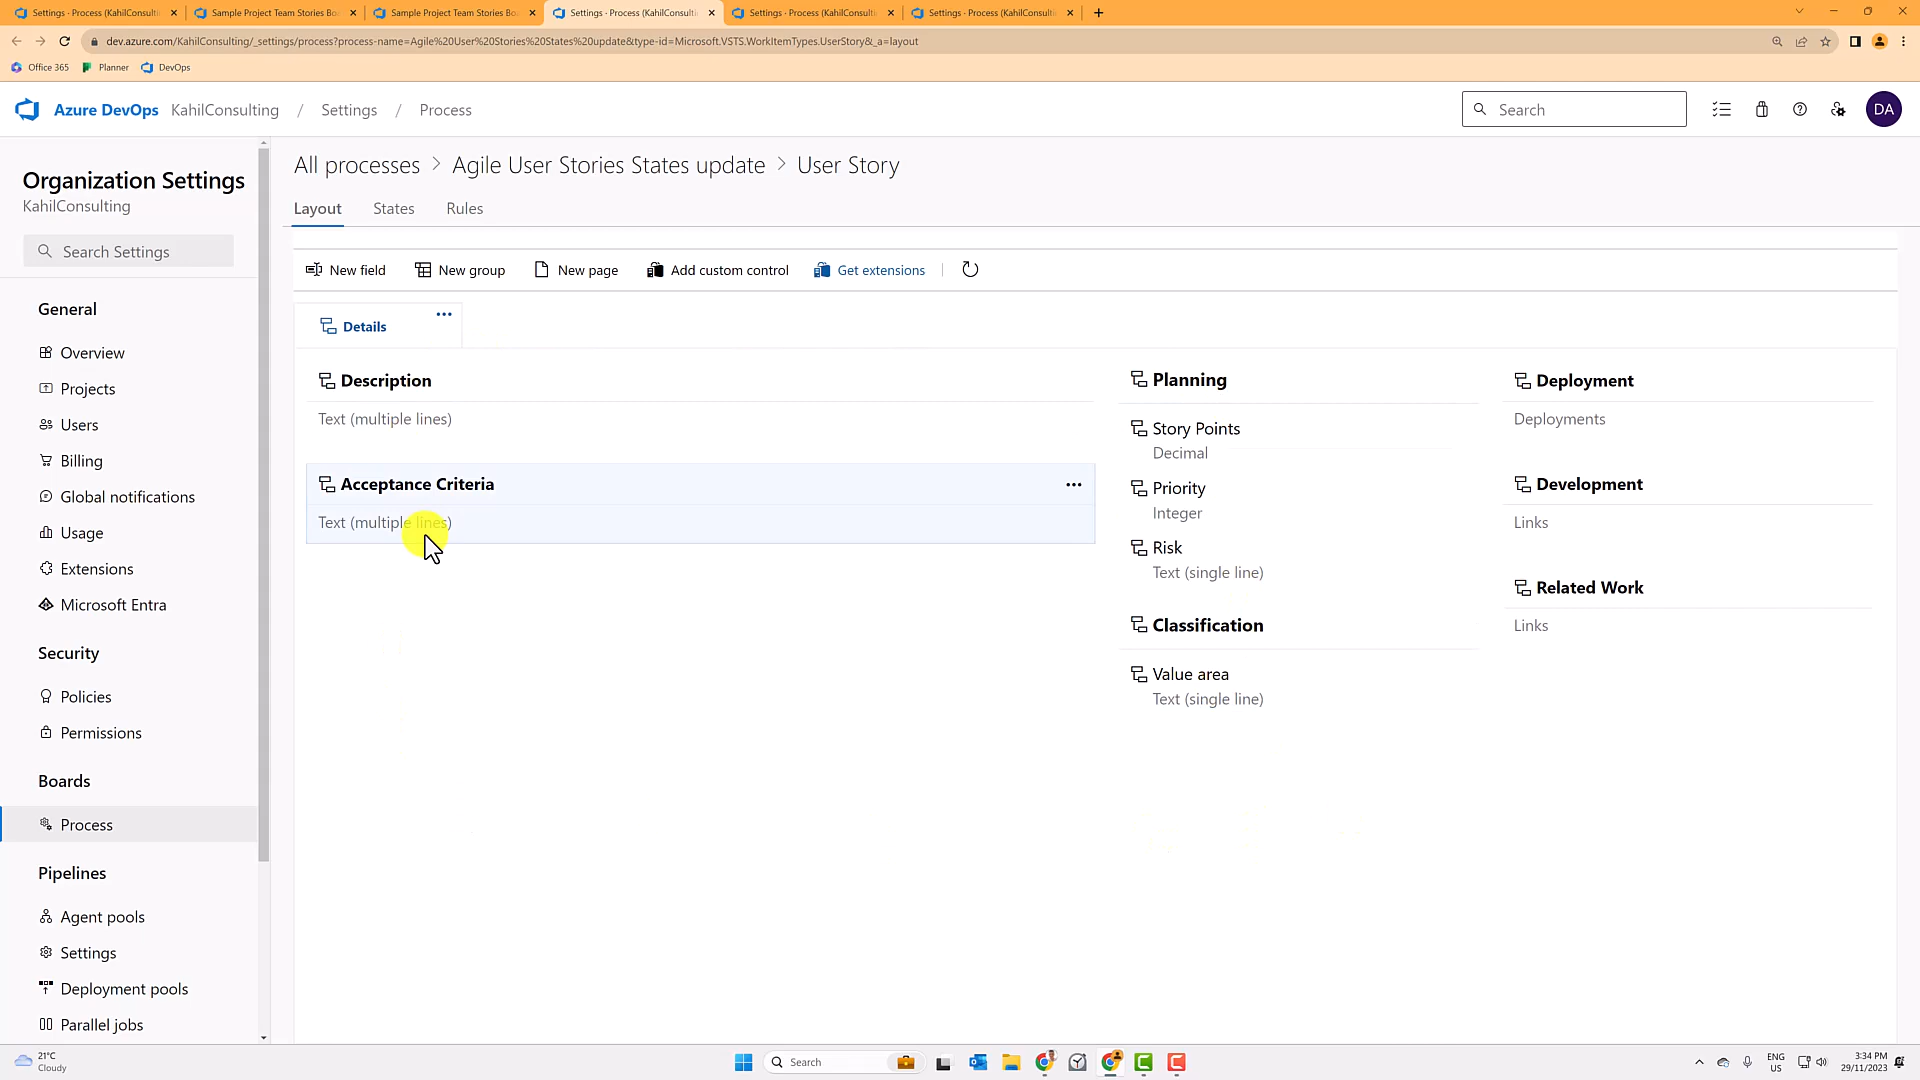 Settings - Process (KahilConsulti
Sample Project Team Stories Bo
Sample Project Team Stories Bo
Settings - Process (KahilConsulti
Settings - Process (KahilConsulti
Settings - Process (KahilConsulti
dev.azure.com/KahilConsulting/_settings/process?process-name=Agile%20User%20Stories%20States%20update&type-id=Microsoft.VSTS.WorkItemTypes.UserStory&_a=layout
Office 365
Planner
DevOps
Azure DevOps
KahilConsulting
/
Settings
/
Process
Search
DA
Organization Settings
KahilConsulting
Search Settings
General
Overview
Projects
Users
Billing
Global notifications
Usage
Extensions
Microsoft Entra
Security
Policies
Permissions
Boards
Process
Pipelines
Agent pools
Settings
Deployment pools
Parallel jobs
All processes > Agile User Stories States update > User Story
Layout
States
Rules
New field
New group
New page
Add custom control
Get extensions
Details
Description
Text (multiple lines)
Acceptance Criteria
Text (multiple lines)
Planning
Story Points
Decimal
Priority
Integer
Risk
Text (single line)
Classification
Value area
Text (single line)
Deployment
Deployments
Development
Links
Related Work
Links
21°C
Cloudy
Search
ENG
US
3:34 PM
29/11/2023